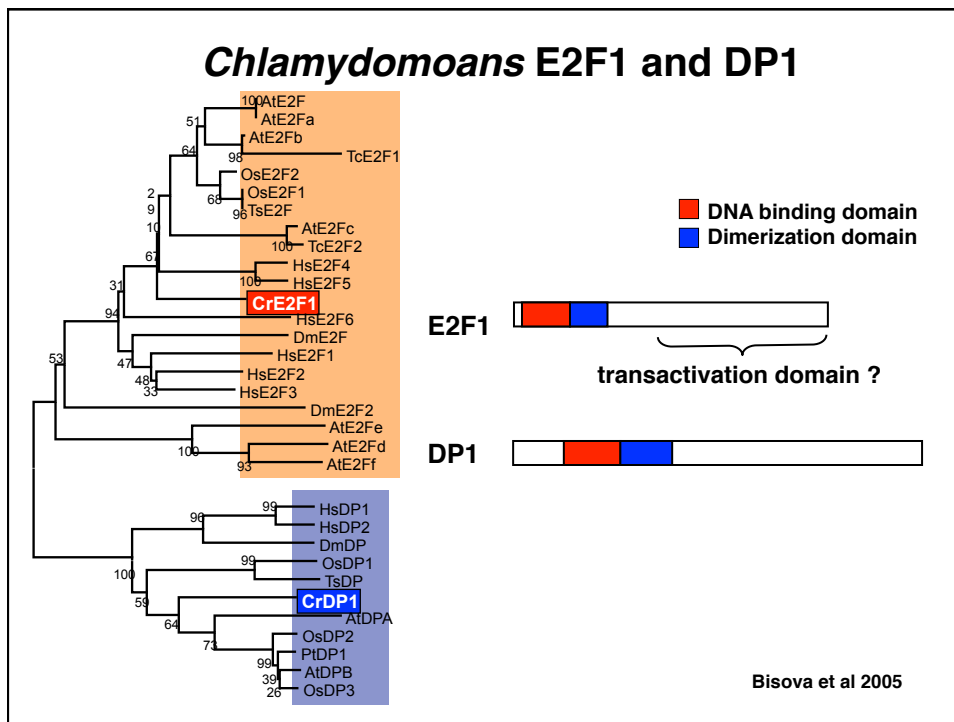 Chlamydomoans E2F1 and DP1
100
AtE2F
AtE2Fa
51
AtE2Fb
64
98
TcE2F1
OsE2F2
68
OsE2F1
96
TsE2F
2
9
10
AtE2Fc
100
TcE2F2
67
HsE2F4
100
HsE2F5
31
CrE2F1
94
HsE2F6
DmE2F
47
HsE2F1
48
HsE2F2
33
HsE2F3
53
DmE2F2
AtE2Fe
100
AtE2Fd
93
AtE2Ff
99
HsDP1
96
HsDP2
DmDP
100
99
OsDP1
TsDP
59
CrDP1
64
AtDPA
73
OsDP2
99
PtDP1
39
AtDPB
26
OsDP3
DNA binding domain
Dimerization domain
E2F1
transactivation domain ?
DP1
Bisova et al 2005